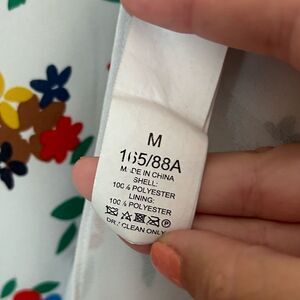 M
165/88A
MADE IN CHINA
SHELL:
100% POLYESTER
LINING:
100% POLYESTER
DRY CLEAN ONLY